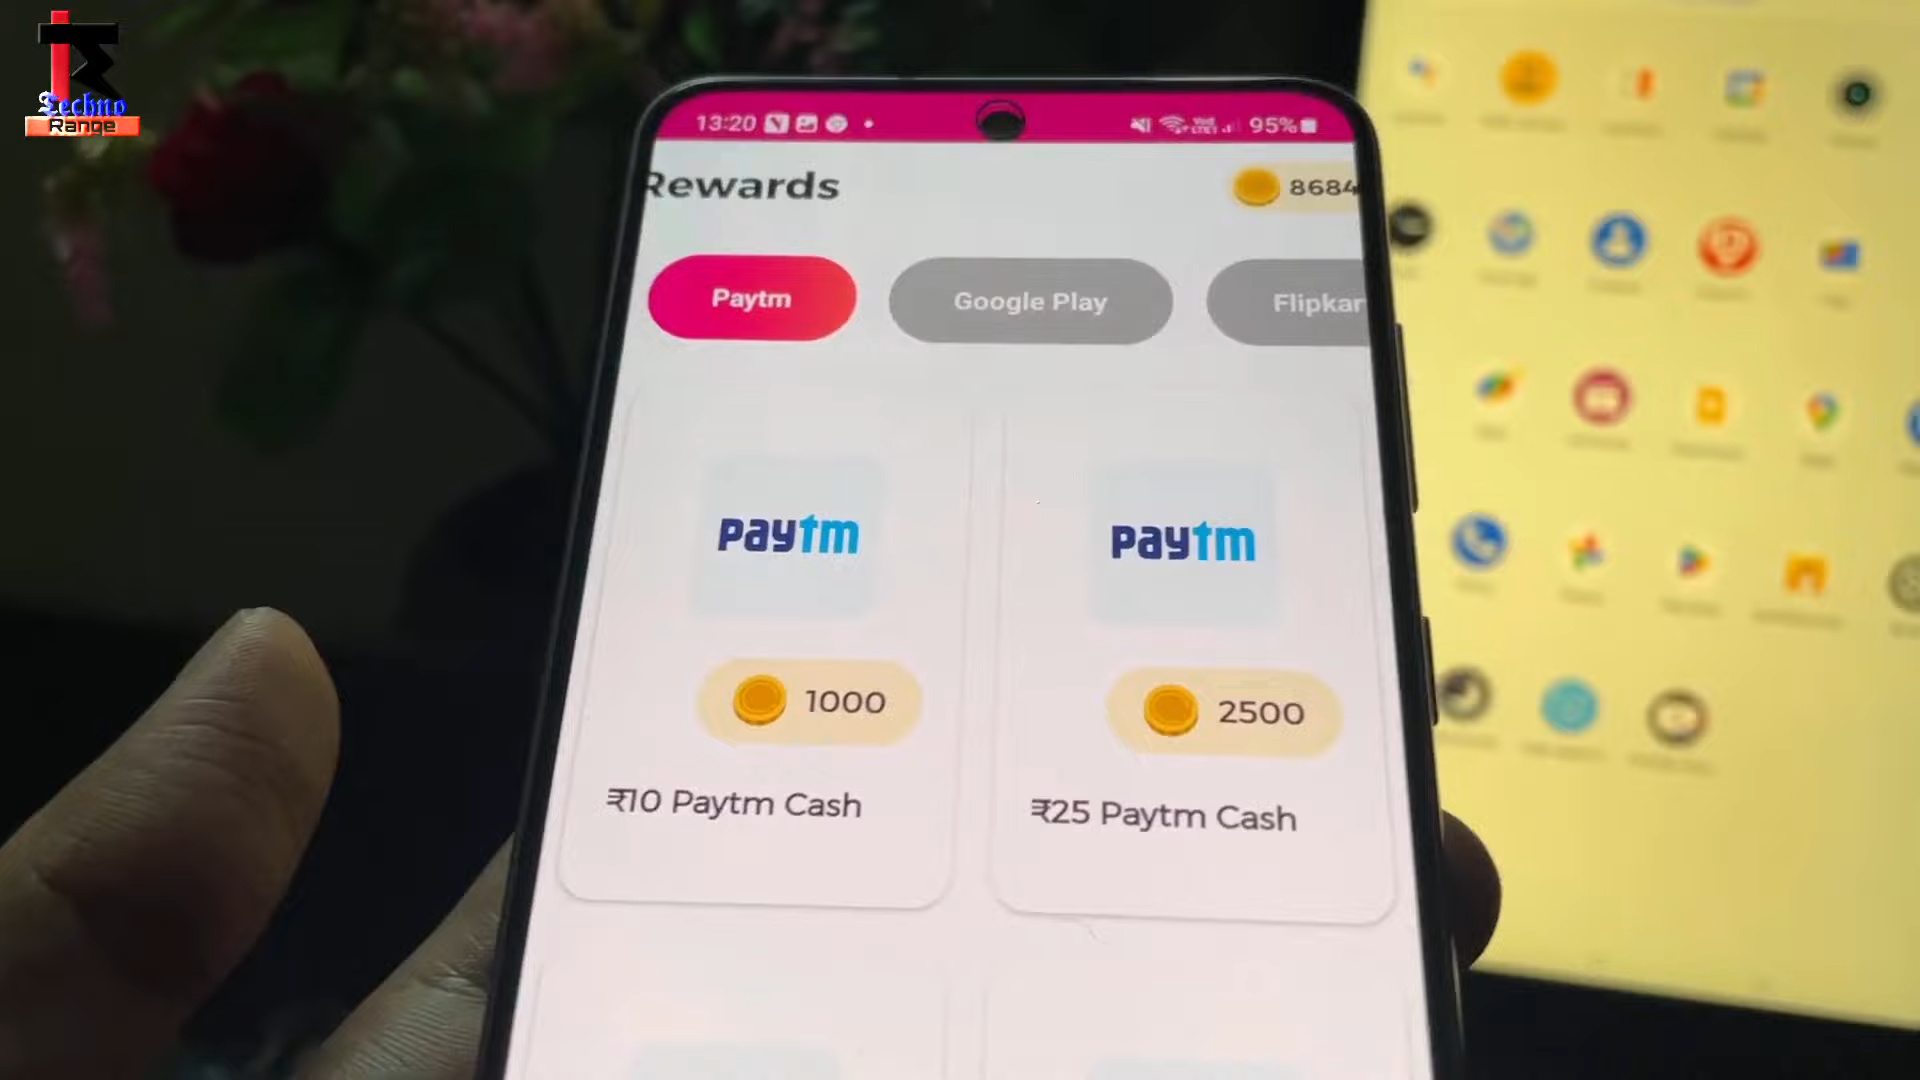 Techno
Range
13:20
95%
Rewards
8684
Paytm
Google Play
Flipkar
paytm
paytm
1000
2500
₹10 Paytm Cash
₹25 Paytm Cash